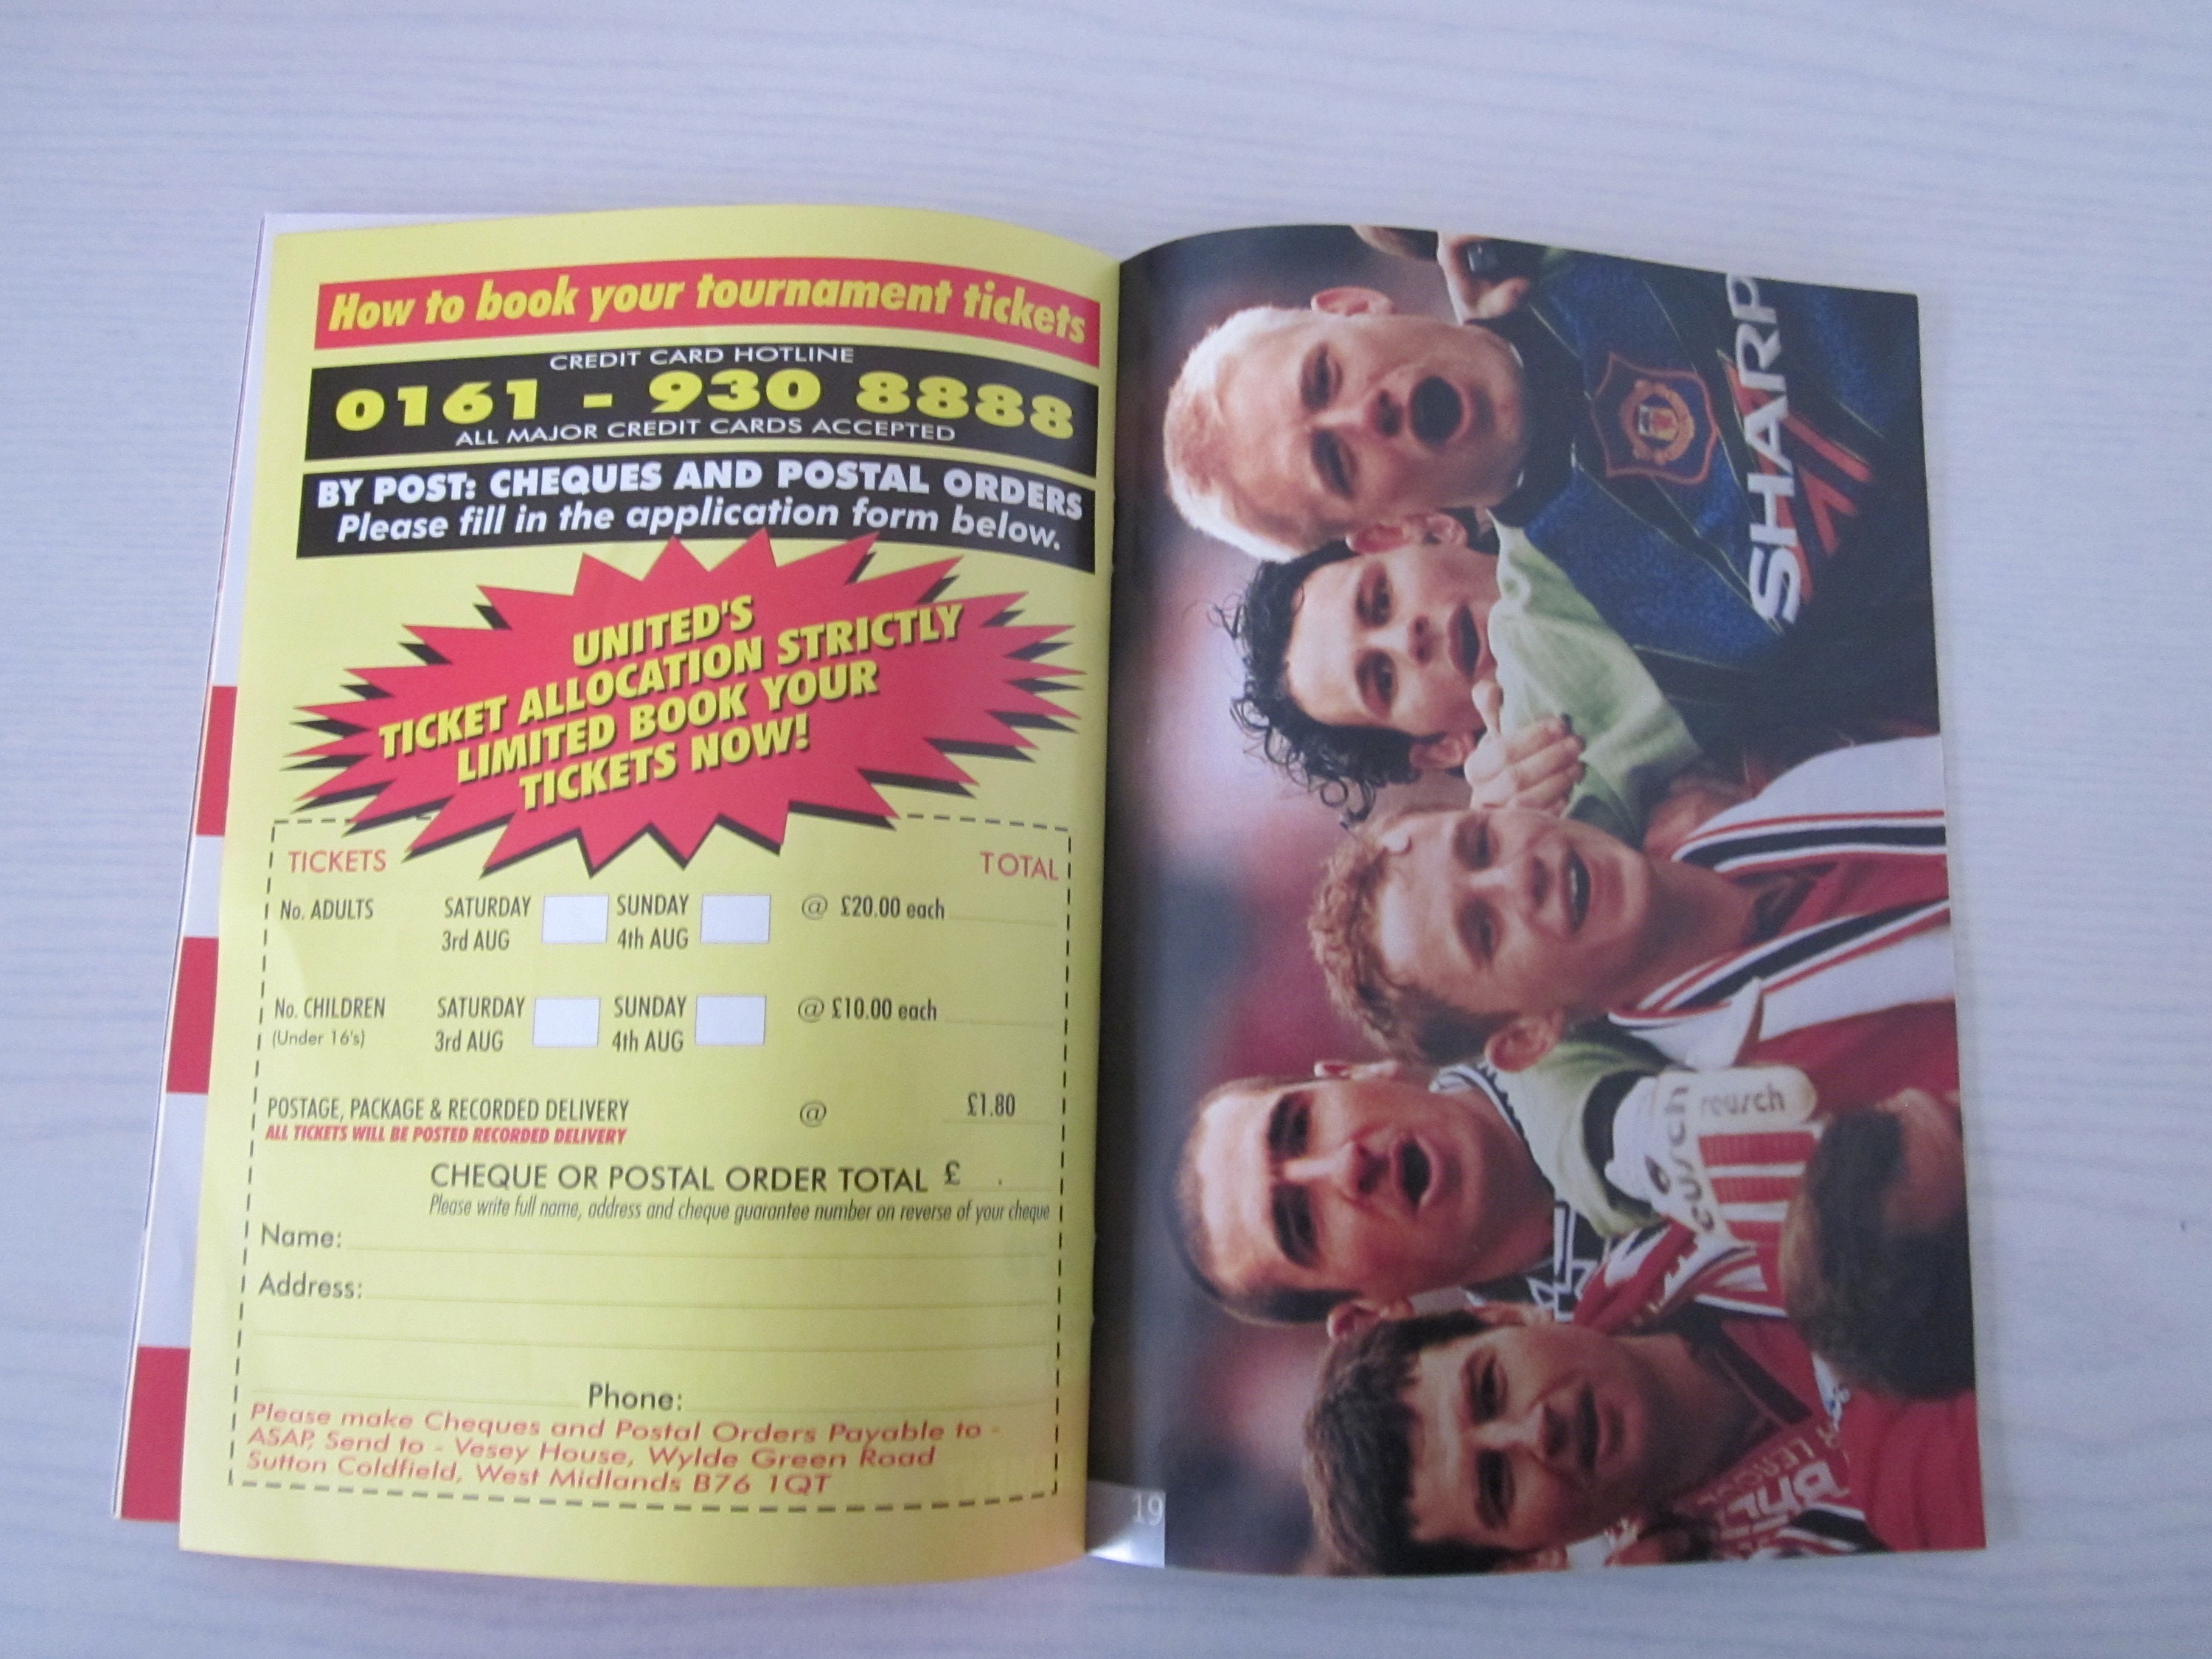 How to book your tournament tickets
CREDIT CARD HOTLINE
0161 - 930 8888
ALL MAJOR CREDIT CARDS ACCEPTED
BY POST: CHEQUES AND POSTAL ORDERS
Please fill in the application form below.
UNITED'S
TICKET ALLOCATION STRICTLY
LIMITED BOOK YOUR
TICKETS NOW!
TICKETS TOTAL
No. ADULTS SATURDAY SUNDAY @ £20.00 each
3rd AUG 4th AUG
No. CHILDREN SATURDAY SUNDAY @ £10.00 each
(Under 16's) 3rd AUG 4th AUG
POSTAGE, PACKAGE & RECORDED DELIVERY @ £1.80
ALL TICKETS WILL BE POSTED RECORDED DELIVERY
CHEQUE OR POSTAL ORDER TOTAL £ .
Please write full name, address and cheque guarantee number on reverse of your cheque
Name:
Address:
Phone:
Please make Cheques and Postal Orders Payable to -
ASAP, Send to - Vesey House, Wylde Green Road
Sutton Coldfield, West Midlands B76 1QT
SHARP
reusch
reusch
19